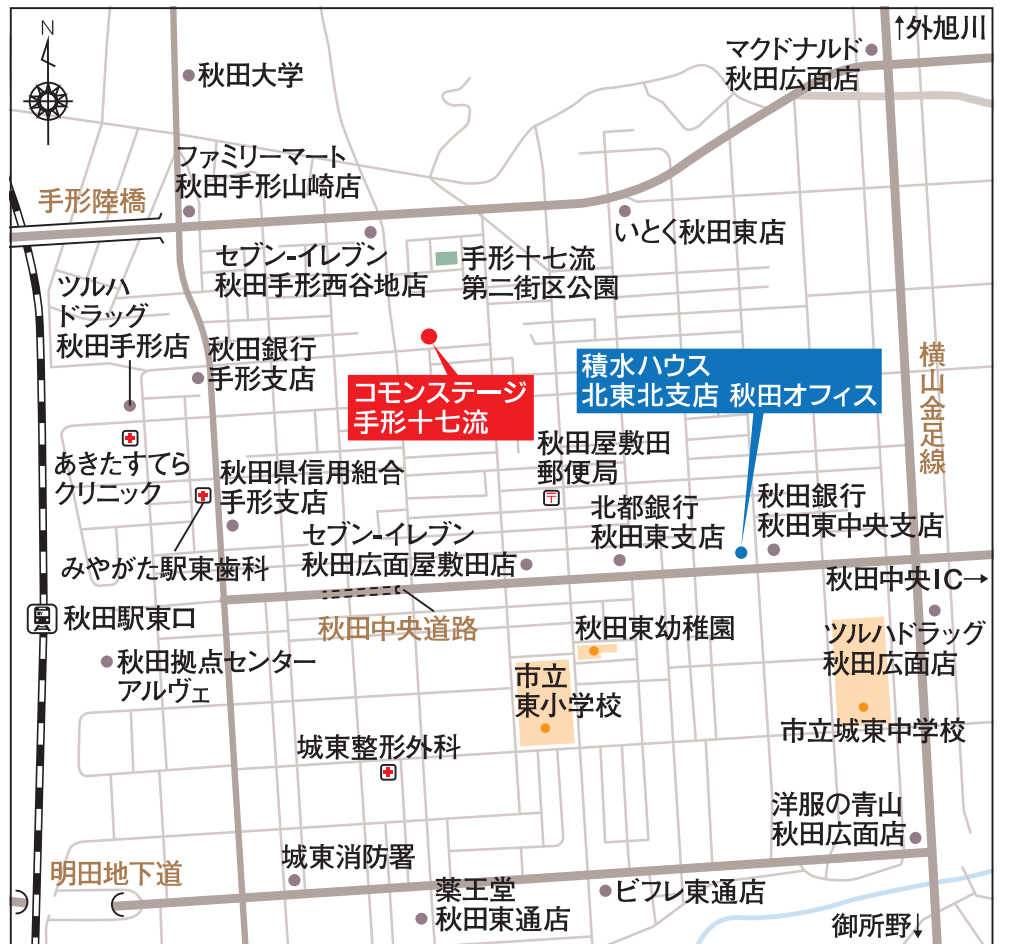 N
↑外旭川
マクドナルド
秋田広面店
秋田大学
ファミリーマート
秋田手形山崎店
手形陸橋
いとく秋田東店
セブン-イレブン
秋田手形西谷地店
手形十七流
第二街区公園
ツルハ
ドラッグ
秋田手形店
秋田銀行
手形支店
コモンステージ
手形十七流
積水ハウス
北東北支店 秋田オフィス
横山金足線
あきたすてら
クリニック
秋田県信用組合
手形支店
秋田屋敷田
郵便局
〒
北都銀行
秋田東支店
秋田銀行
秋田東中央支店
みやがた駅東歯科
セブン-イレブン
秋田広面屋敷田店
秋田中央IC→
秋田駅東口
秋田中央道路
秋田東幼稚園
ツルハドラッグ
秋田広面店
秋田拠点センター
アルヴェ
市立
東小学校
市立城東中学校
城東整形外科
洋服の青山
秋田広面店
明田地下道
城東消防署
薬王堂
秋田東通店
ビフレ東通店
御所野↓